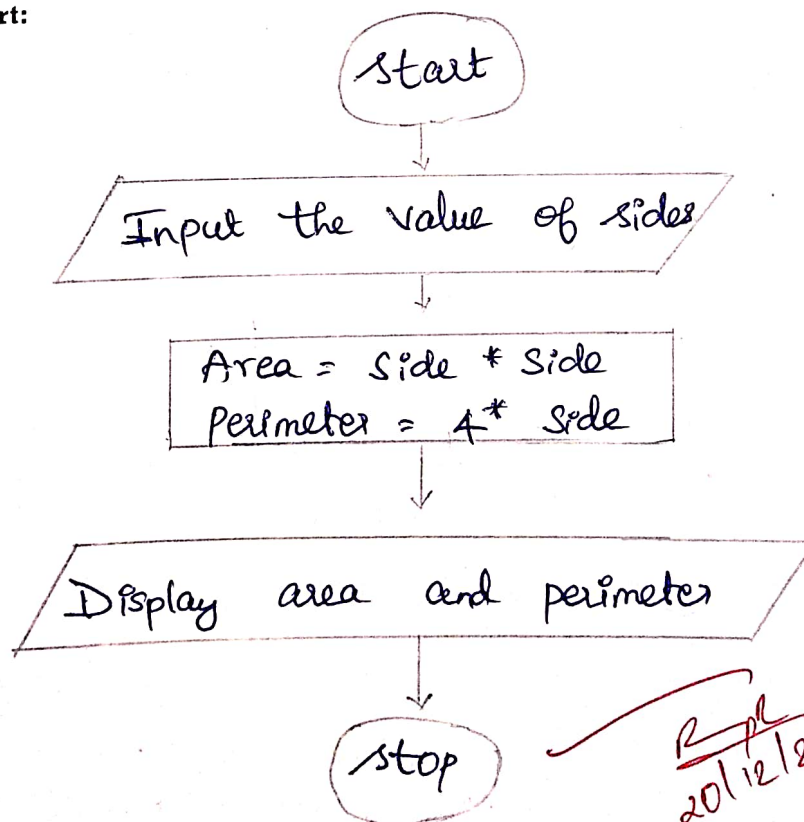 rt:
start
Input the value of sides
Area = Side * Side
Perimeter = 4 * Side
Display area and perimeter
stop
20/12/2